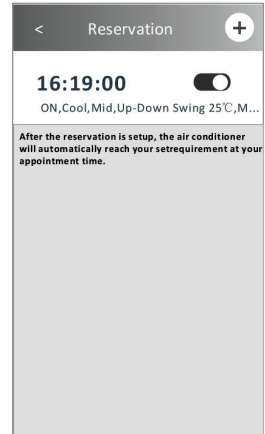 < Reservation +
16:19:00
ON,Cool,Mid,Up-Down Swing 25℃,M...
After the reservation is setup, the air conditioner
will automatically reach your setrequirement at your
appointment time.